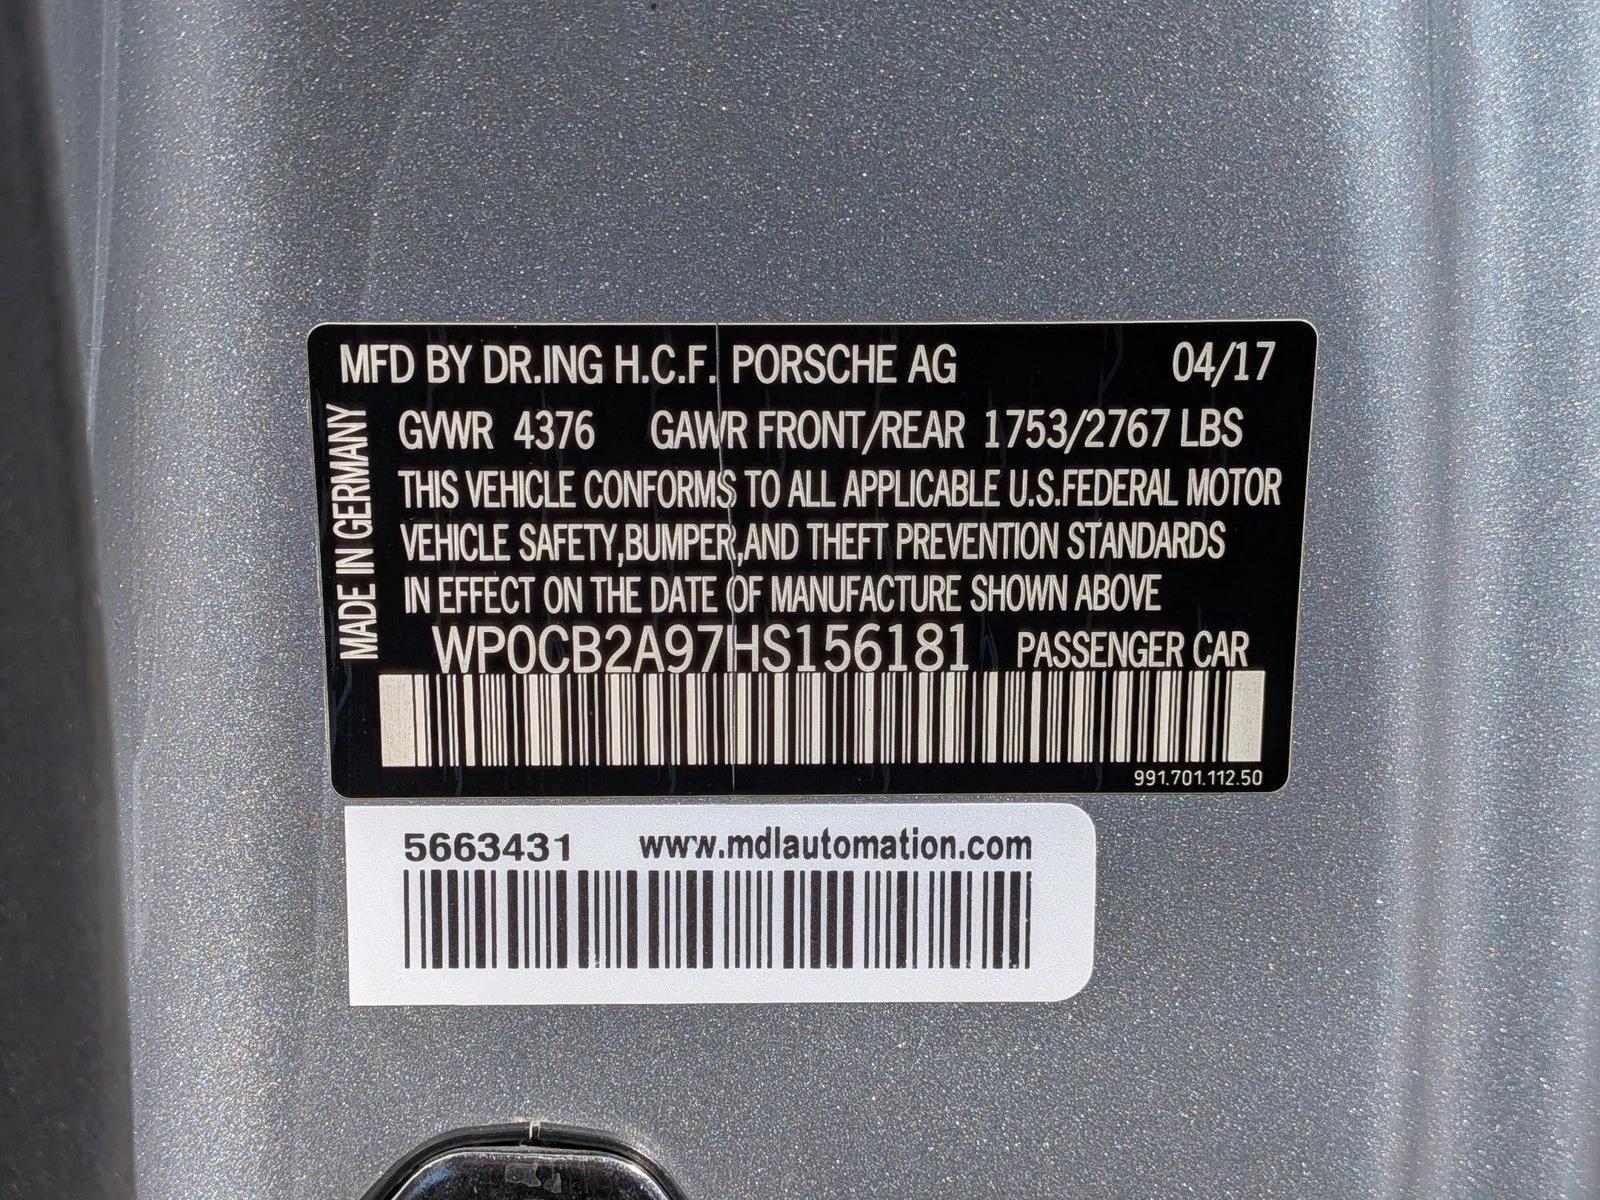 MFD BY DR.ING H.C.F. PORSCHE AG 04/17
MADE IN GERMANY
GVWR 4376 GAWR FRONT/REAR 1753/2767 LBS
THIS VEHICLE CONFORMS TO ALL APPLICABLE U.S.FEDERAL MOTOR
VEHICLE SAFETY,BUMPER,AND THEFT PREVENTION STANDARDS
IN EFFECT ON THE DATE OF MANUFACTURE SHOWN ABOVE
WP0CB2A97HS156181 PASSENGER CAR
991.701.112.50
5663431 www.mdlautomation.com